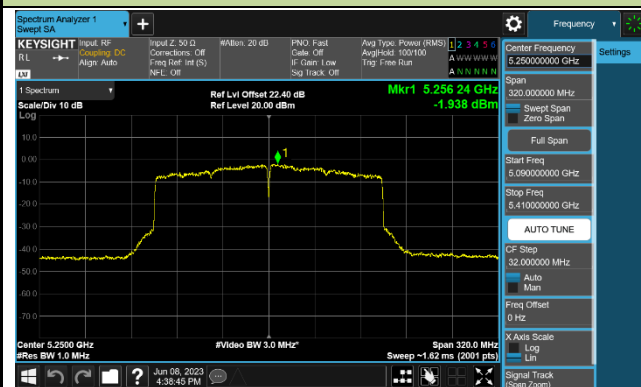 Spectrum Analyzer 1
Swept SA
Frequency
KEYSIGHT
RL
LXI
Input: RF
Coupling: DC
Align: Auto
Input Z: 50 Ω
Corrections: Off
Freq Ref: Int (S)
NFE: Off
#Atten: 20 dB
PNO: Fast
Gate: Off
IF Gain: Low
Sig Track: Off
Avg Type: Power (RMS)
Avg|Hold: 100/100
Trig: Free Run
1 2 3 4 5 6
A W W W W W
A N N N N N
1 Spectrum
Scale/Div 10 dB
Log
Ref Lvl Offset 22.40 dB
Ref Level 20.00 dBm
Mkr1 5.256 24 GHz
-1.938 dBm
1
10.0
0.00
-10.0
-20.0
-30.0
-40.0
-50.0
-60.0
-70.0
Center 5.2500 GHz
#Res BW 1.0 MHz
#Video BW 3.0 MHz*
Span 320.0 MHz
Sweep ~1.62 ms (2001 pts)
Jun 08, 2023
4:38:45 PM
Center Frequency
5.250000000 GHz
Settings
Span
320.000000 MHz
Swept Span
Zero Span
Full Span
Start Freq
5.090000000 GHz
Stop Freq
5.410000000 GHz
AUTO TUNE
CF Step
32.000000 MHz
Auto
Man
Freq Offset
0 Hz
X Axis Scale
Log
Lin
Signal Track
(Span Zoom)